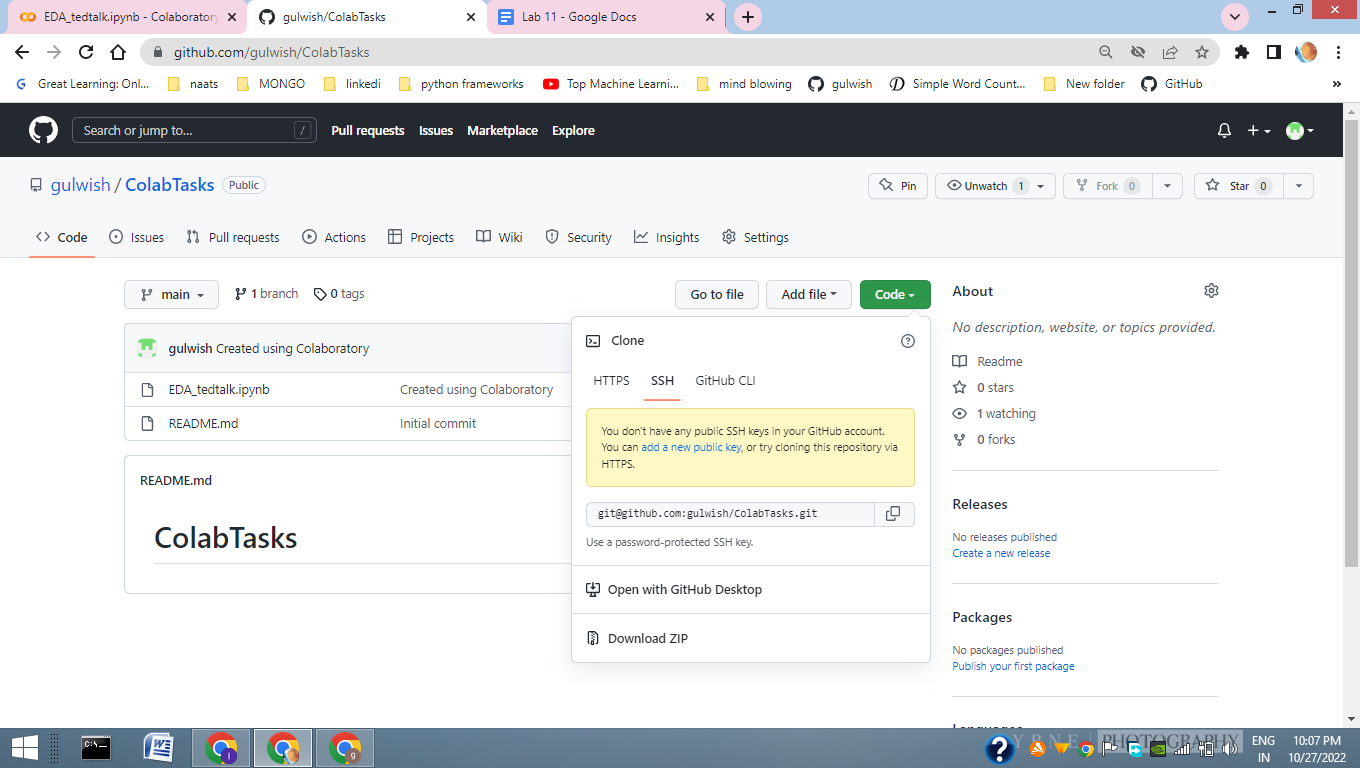 EDA_tedtalk.ipynb - Colaboratory
gulwish/ColabTasks
Lab 11 - Google Docs
github.com/gulwish/ColabTasks
Great Learning: Onl...
naats
MONGO
linkedi
python frameworks
Top Machine Learni...
mind blowing
gulwish
Simple Word Count...
New folder
GitHub
»
Search or jump to... /
Pull requests Issues Marketplace Explore
gulwish / ColabTasks Public
Pin
Unwatch 1
Fork 0
Star 0
Code Issues Pull requests Actions Projects Wiki Security Insights Settings
main
1 branch
0 tags
Go to file
Add file
Code
gulwish Created using Colaboratory
EDA_tedtalk.ipynb Created using Colaboratory
README.md Initial commit
README.md
ColabTasks
Clone
HTTPS SSH GitHub CLI
You don't have any public SSH keys in your GitHub account.
You can add a new public key, or try cloning this repository via
HTTPS.
git@github.com:gulwish/ColabTasks.git
Use a password-protected SSH key.
Open with GitHub Desktop
Download ZIP
About
No description, website, or topics provided.
Readme
0 stars
1 watching
0 forks
Releases
No releases published
Create a new release
Packages
No packages published
Publish your first package
Languages
PHOTOGRAPHY
ENG
IN
10:07 PM
10/27/2022